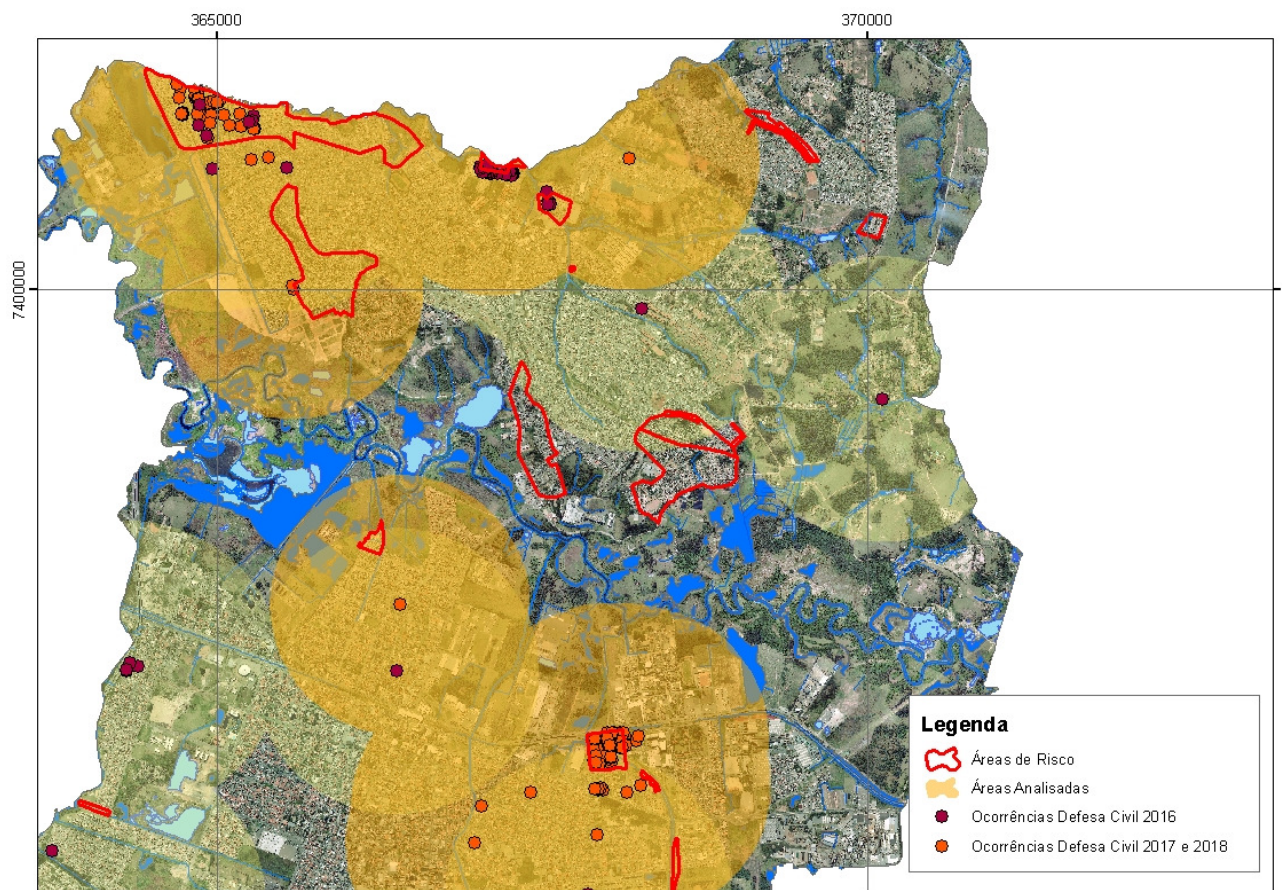 365000
370000
7400000
Legenda
Áreas de Risco
Áreas Analisadas
Ocorrências Defesa Civil 2016
Ocorrências Defesa Civil 2017 e 2018